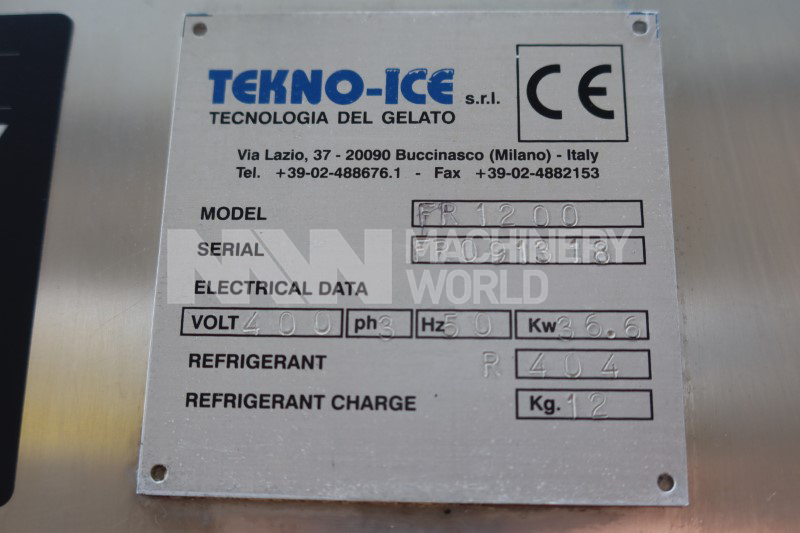 TEKNO-ICE s.r.l.
TECNOLOGIA DEL GELATO
CE
Via Lazio, 37 - 20090 Buccinasco (Milano) - Italy
Tel. +39-02-488676.1 - Fax +39-02-4882153
MODEL FR1200
SERIAL FR091318
MACHINERY
WORLD
ELECTRICAL DATA
VOLT 400 ph 3 Hz 50 Kw 36.6
REFRIGERANT R 404
REFRIGERANT CHARGE Kg. 12